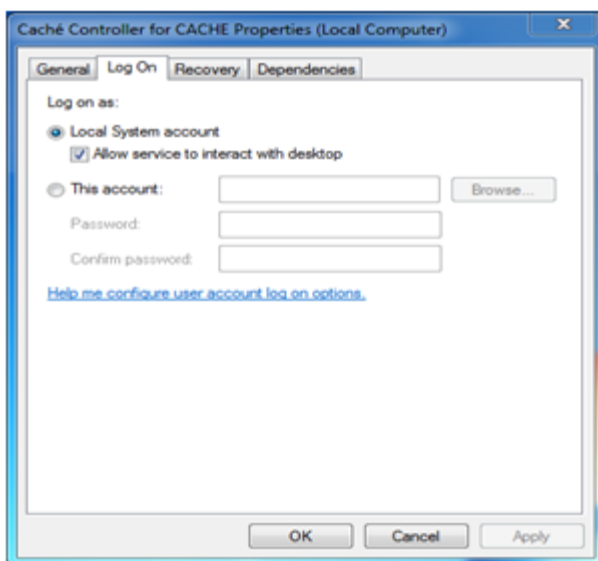 Caché Controller for CACHE Properties (Local Computer)
General Log On Recovery Dependencies
Log on as:
Local System account
Allow service to interact with desktop
This account:
Browse...
Password:
Confirm password:
Help me configure user account log on options.
OK Cancel Apply